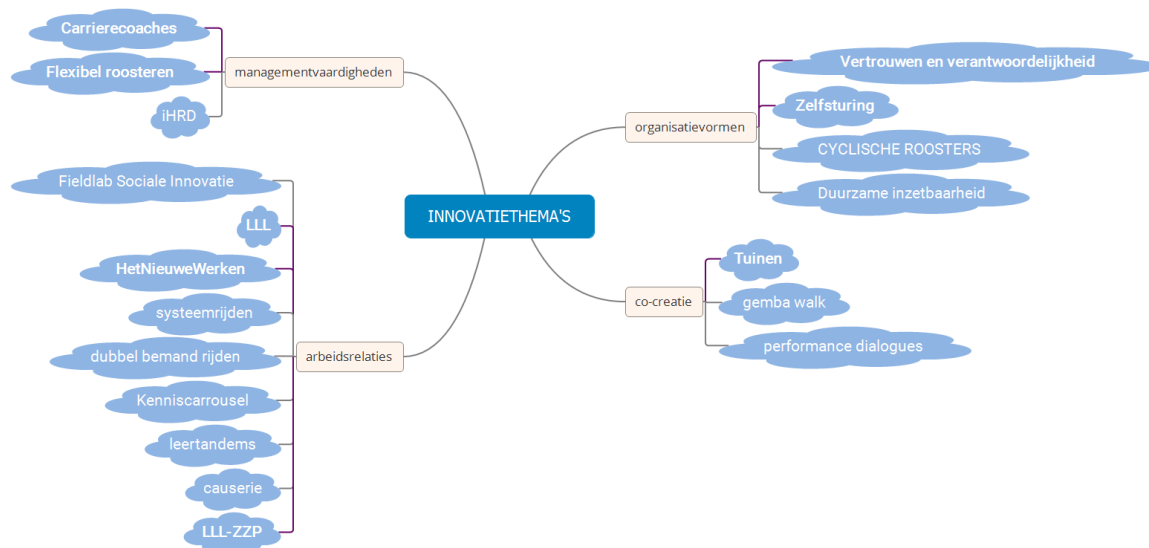 Carrierecoaches
Flexibel roosteren
iHRD
managementvaardigheden
Fieldlab Sociale Innovatie
LLL
HetNieuweWerken
systeemrijden
dubbel bemand rijden
Kenniscarrousel
leertandems
causerie
LLL-ZZP
arbeidsrelaties
INNOVATIETHEMA'S
organisatievormen
Vertrouwen en verantwoordelijkheid
Zelfsturing
CYCLISCHE ROOSTERS
Duurzame inzetbaarheid
co-creatie
Tuinen
gemba walk
performance dialogues